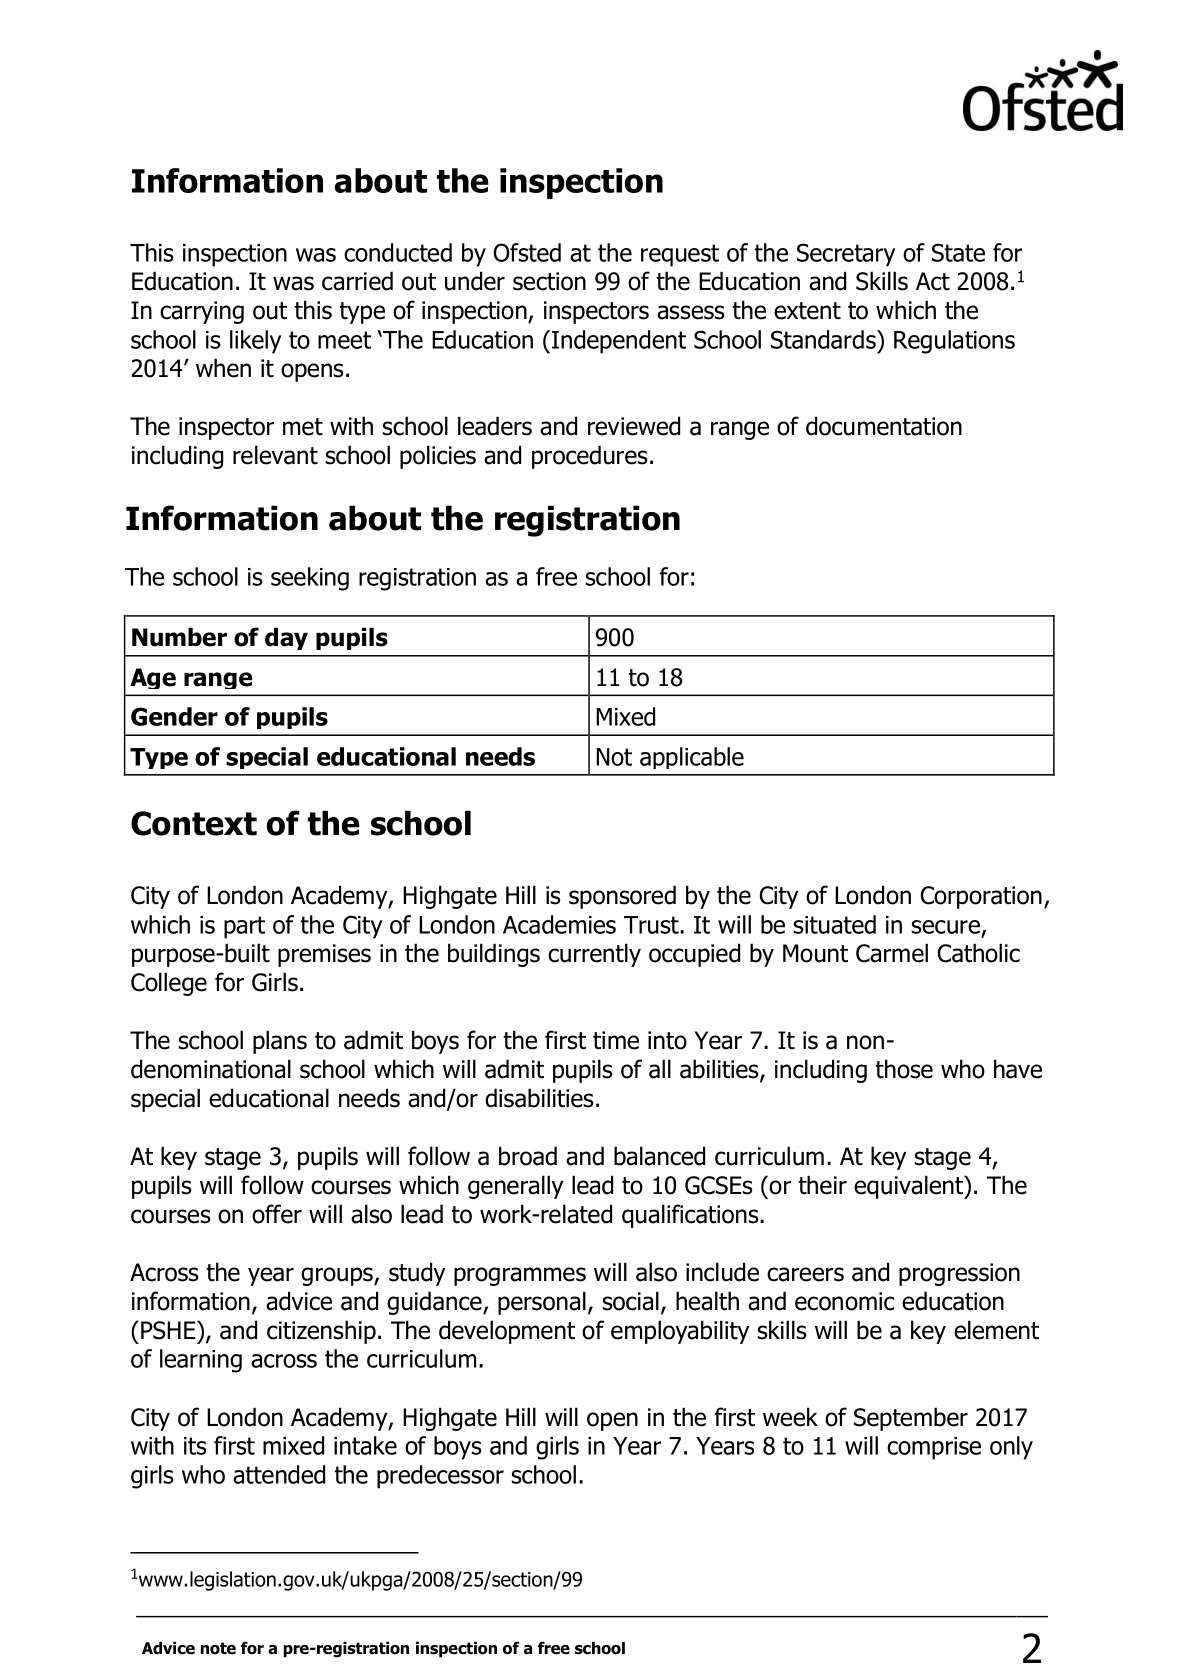 Ofsted
Information about the inspection
This inspection was conducted by Ofsted at the request of the Secretary of State for
Education. It was carried out under section 99 of the Education and Skills Act 2008.¹
In carrying out this type of inspection, inspectors assess the extent to which the
school is likely to meet ‘The Education (Independent School Standards) Regulations
2014’ when it opens.
The inspector met with school leaders and reviewed a range of documentation
including relevant school policies and procedures.
Information about the registration
The school is seeking registration as a free school for:
Number of day pupils 900
Age range 11 to 18
Gender of pupils Mixed
Type of special educational needs Not applicable
Context of the school
City of London Academy, Highgate Hill is sponsored by the City of London Corporation,
which is part of the City of London Academies Trust. It will be situated in secure,
purpose-built premises in the buildings currently occupied by Mount Carmel Catholic
College for Girls.
The school plans to admit boys for the first time into Year 7. It is a non-
denominational school which will admit pupils of all abilities, including those who have
special educational needs and/or disabilities.
At key stage 3, pupils will follow a broad and balanced curriculum. At key stage 4,
pupils will follow courses which generally lead to 10 GCSEs (or their equivalent). The
courses on offer will also lead to work-related qualifications.
Across the year groups, study programmes will also include careers and progression
information, advice and guidance, personal, social, health and economic education
(PSHE), and citizenship. The development of employability skills will be a key element
of learning across the curriculum.
City of London Academy, Highgate Hill will open in the first week of September 2017
with its first mixed intake of boys and girls in Year 7. Years 8 to 11 will comprise only
girls who attended the predecessor school.
¹www.legislation.gov.uk/ukpga/2008/25/section/99
Advice note for a pre-registration inspection of a free school 2